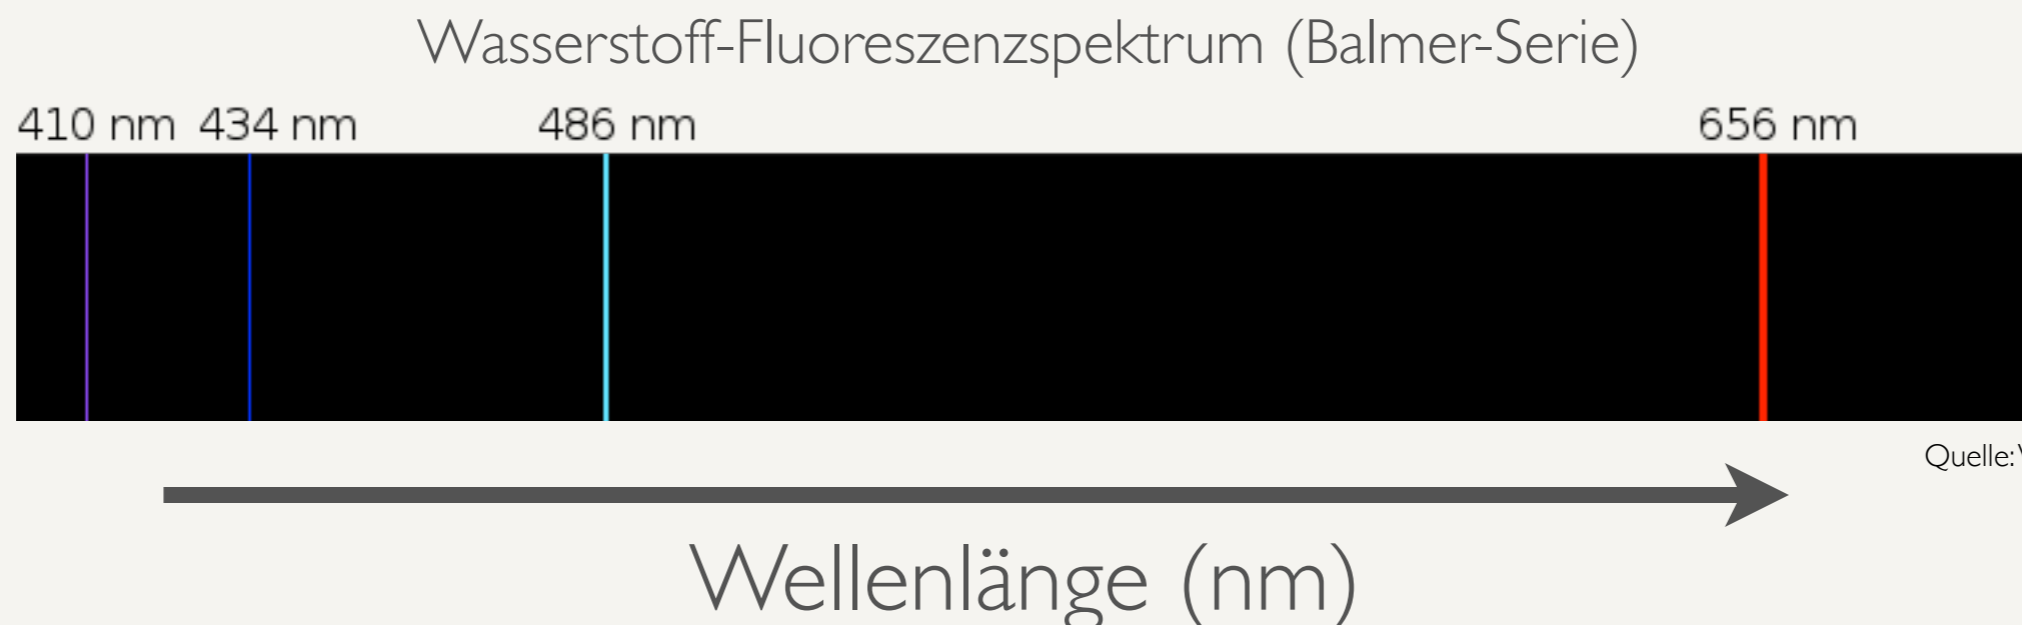 Wasserstoff-Fluoreszenzspektrum (Balmer-Serie)
410 nm 434 nm 486 nm 656 nm
Quelle:
Wellenlänge (nm)